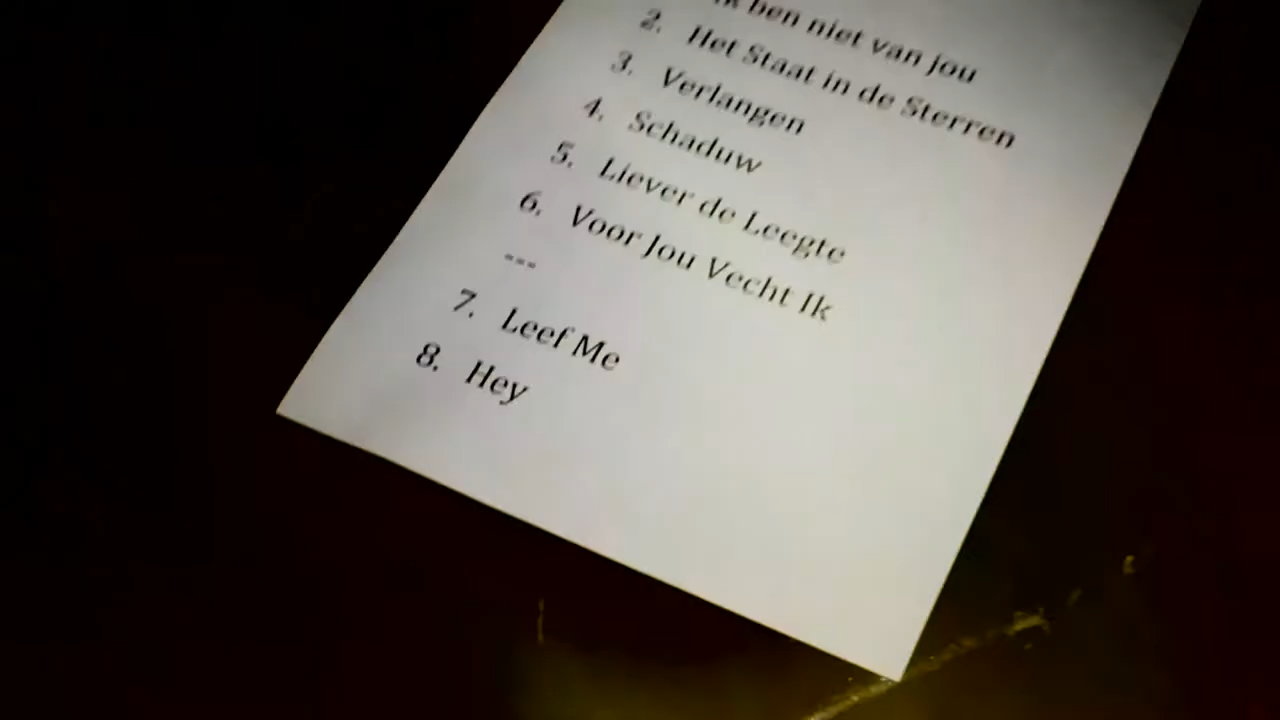 Ik ben niet van jou
2. Het Staat in de Sterren
3. Verlangen
4. Schaduw
5. Liever de Leegte
6. Voor Jou Vecht Ik
---
7. Leef Me
8. Hey